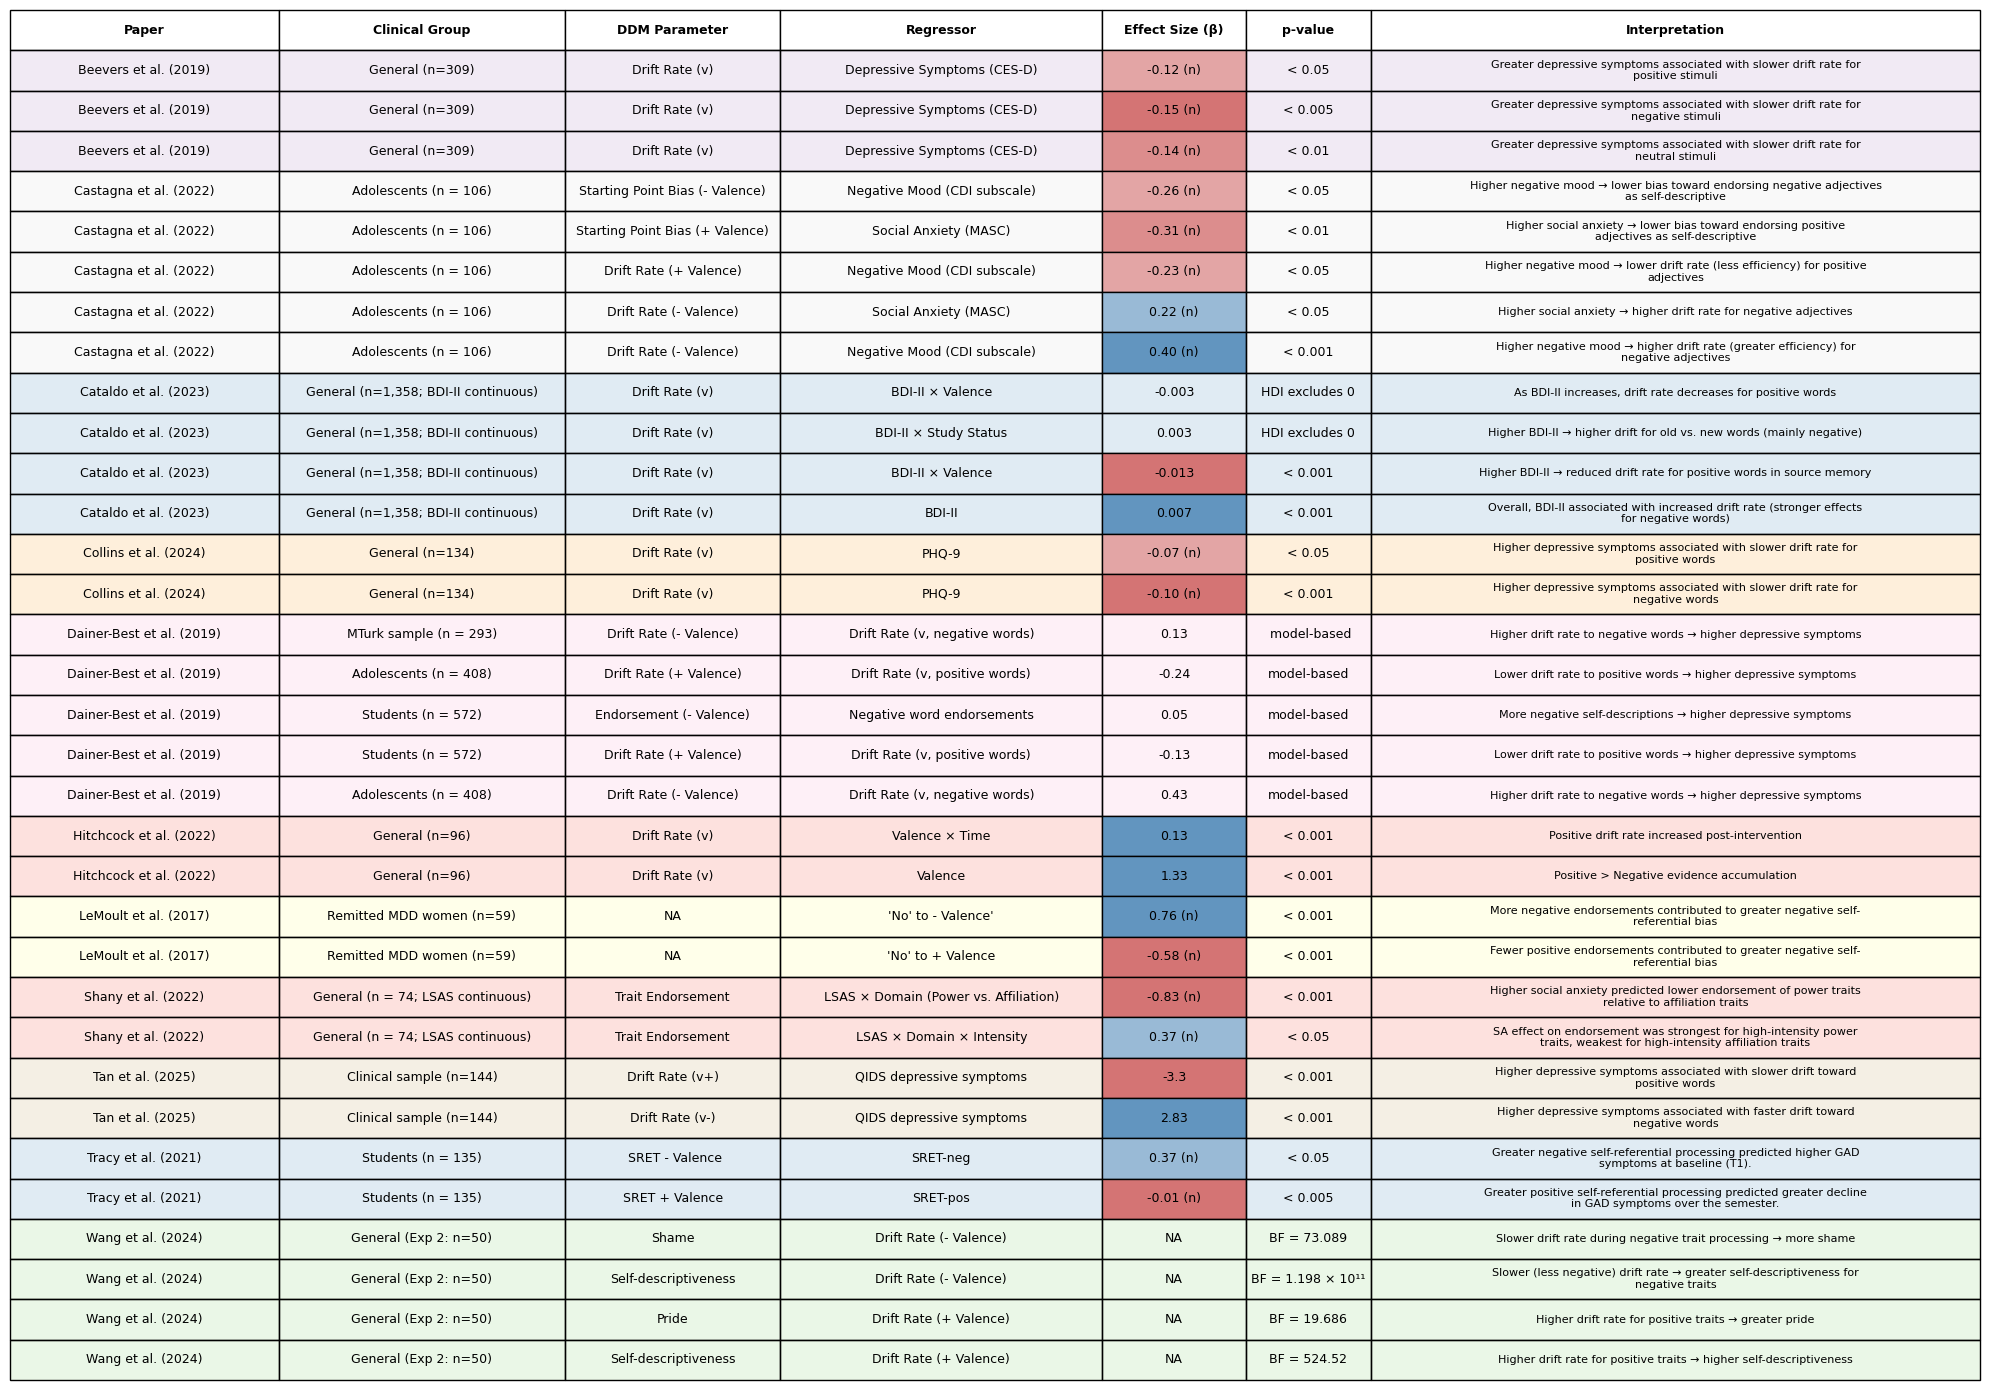 Paper Clinical Group DDM Parameter Regressor Effect Size (β) p-value Interpretation
Beevers et al. (2019) General (n=309) Drift Rate (v) Depressive Symptoms (CES-D) -0.12 (n) < 0.05 Greater depressive symptoms associated with slower drift rate for
positive stimuli
Beevers et al. (2019) General (n=309) Drift Rate (v) Depressive Symptoms (CES-D) -0.15 (n) < 0.005 Greater depressive symptoms associated with slower drift rate for
negative stimuli
Beevers et al. (2019) General (n=309) Drift Rate (v) Depressive Symptoms (CES-D) -0.14 (n) < 0.01 Greater depressive symptoms associated with slower drift rate for
neutral stimuli
Castagna et al. (2022) Adolescents (n = 106) Starting Point Bias (- Valence) Negative Mood (CDI subscale) -0.26 (n) < 0.05 Higher negative mood → lower bias toward endorsing negative adjectives
as self-descriptive
Castagna et al. (2022) Adolescents (n = 106) Starting Point Bias (+ Valence) Social Anxiety (MASC) -0.31 (n) < 0.01 Higher social anxiety → lower bias toward endorsing positive
adjectives as self-descriptive
Castagna et al. (2022) Adolescents (n = 106) Drift Rate (+ Valence) Negative Mood (CDI subscale) -0.23 (n) < 0.05 Higher negative mood → lower drift rate (less efficiency) for positive
adjectives
Castagna et al. (2022) Adolescents (n = 106) Drift Rate (- Valence) Social Anxiety (MASC) 0.22 (n) < 0.05 Higher social anxiety → higher drift rate for negative adjectives
Castagna et al. (2022) Adolescents (n = 106) Drift Rate (- Valence) Negative Mood (CDI subscale) 0.40 (n) < 0.001 Higher negative mood → higher drift rate (greater efficiency) for
negative adjectives
Cataldo et al. (2023) General (n=1,358; BDI-II continuous) Drift Rate (v) BDI-II × Valence -0.003 HDI excludes 0 As BDI-II increases, drift rate decreases for positive words
Cataldo et al. (2023) General (n=1,358; BDI-II continuous) Drift Rate (v) BDI-II × Study Status 0.003 HDI excludes 0 Higher BDI-II → higher drift for old vs. new words (mainly negative)
Cataldo et al. (2023) General (n=1,358; BDI-II continuous) Drift Rate (v) BDI-II × Valence -0.013 < 0.001 Higher BDI-II → reduced drift rate for positive words in source memory
Cataldo et al. (2023) General (n=1,358; BDI-II continuous) Drift Rate (v) BDI-II 0.007 < 0.001 Overall, BDI-II associated with increased drift rate (stronger effects
for negative words)
Collins et al. (2024) General (n=134) Drift Rate (v) PHQ-9 -0.07 (n) < 0.05 Higher depressive symptoms associated with slower drift rate for
positive words
Collins et al. (2024) General (n=134) Drift Rate (v) PHQ-9 -0.10 (n) < 0.001 Higher depressive symptoms associated with slower drift rate for
negative words
Dainer-Best et al. (2019) MTurk sample (n = 293) Drift Rate (- Valence) Drift Rate (v, negative words) 0.13 model-based Higher drift rate to negative words → higher depressive symptoms
Dainer-Best et al. (2019) Adolescents (n = 408) Drift Rate (+ Valence) Drift Rate (v, positive words) -0.24 model-based Lower drift rate to positive words → higher depressive symptoms
Dainer-Best et al. (2019) Students (n = 572) Endorsement (- Valence) Negative word endorsements 0.05 model-based More negative self-descriptions → higher depressive symptoms
Dainer-Best et al. (2019) Students (n = 572) Drift Rate (+ Valence) Drift Rate (v, positive words) -0.13 model-based Lower drift rate to positive words → higher depressive symptoms
Dainer-Best et al. (2019) Adolescents (n = 408) Drift Rate (- Valence) Drift Rate (v, negative words) 0.43 model-based Higher drift rate to negative words → higher depressive symptoms
Hitchcock et al. (2022) General (n=96) Drift Rate (v) Valence × Time 0.13 < 0.001 Positive drift rate increased post-intervention
Hitchcock et al. (2022) General (n=96) Drift Rate (v) Valence 1.33 < 0.001 Positive > Negative evidence accumulation
LeMoult et al. (2017) Remitted MDD women (n=59) NA 'No' to - Valence' 0.76 (n) < 0.001 More negative endorsements contributed to greater negative self-
referential bias
LeMoult et al. (2017) Remitted MDD women (n=59) NA 'No' to + Valence -0.58 (n) < 0.001 Fewer positive endorsements contributed to greater negative self-
referential bias
Shany et al. (2022) General (n = 74; LSAS continuous) Trait Endorsement LSAS × Domain (Power vs. Affiliation) -0.83 (n) < 0.001 Higher social anxiety predicted lower endorsement of power traits
relative to affiliation traits
Shany et al. (2022) General (n = 74; LSAS continuous) Trait Endorsement LSAS × Domain × Intensity 0.37 (n) < 0.05 SA effect on endorsement was strongest for high-intensity power
traits, weakest for high-intensity affiliation traits
Tan et al. (2025) Clinical sample (n=144) Drift Rate (v+) QIDS depressive symptoms -3.3 < 0.001 Higher depressive symptoms associated with slower drift toward
positive words
Tan et al. (2025) Clinical sample (n=144) Drift Rate (v-) QIDS depressive symptoms 2.83 < 0.001 Higher depressive symptoms associated with faster drift toward
negative words
Tracy et al. (2021) Students (n = 135) SRET - Valence SRET-neg 0.37 (n) < 0.05 Greater negative self-referential processing predicted higher GAD
symptoms at baseline (T1).
Tracy et al. (2021) Students (n = 135) SRET + Valence SRET-pos -0.01 (n) < 0.005 Greater positive self-referential processing predicted greater decline
in GAD symptoms over the semester.
Wang et al. (2024) General (Exp 2: n=50) Shame Drift Rate (- Valence) NA BF = 73.089 Slower drift rate during negative trait processing → more shame
Wang et al. (2024) General (Exp 2: n=50) Self-descriptiveness Drift Rate (- Valence) NA BF = 1.198 × 10¹¹ Slower (less negative) drift rate → greater self-descriptiveness for
negative traits
Wang et al. (2024) General (Exp 2: n=50) Pride Drift Rate (+ Valence) NA BF = 19.686 Higher drift rate for positive traits → greater pride
Wang et al. (2024) General (Exp 2: n=50) Self-descriptiveness Drift Rate (+ Valence) NA BF = 524.52 Higher drift rate for positive traits → higher self-descriptiveness